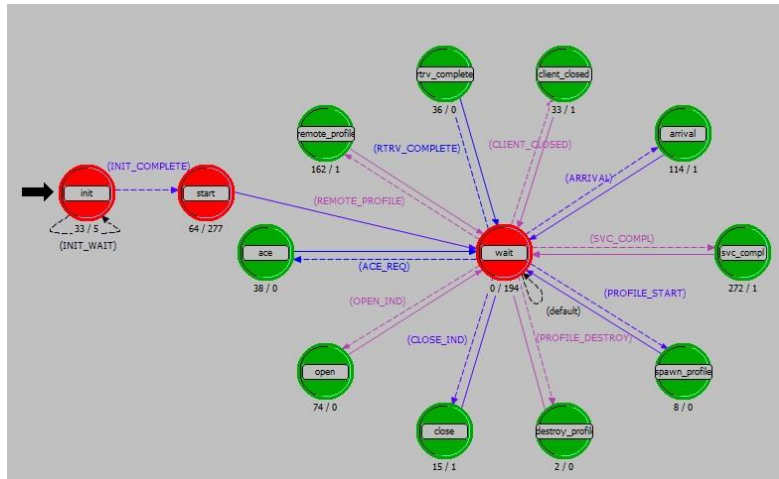 rtrv_complete
36 / 0
client_closed
33 / 1
remote_profile
162 / 1
(RTRV_COMPLETE)
(CLIENT_CLOSED)
arrival
114 / 1
(INIT_COMPLETE)
(ARRIVAL)
init
33 / 5
(INIT_WAIT)
start
64 / 277
(REMOTE_PROFILE)
ace
38 / 0
(ACE_REQ)
wait
0 / 194
(default)
(SVC_COMPL)
svc_compl
272 / 1
(OPEN_IND)
(PROFILE_START)
(CLOSE_IND)
(PROFILE_DESTROY)
open
74 / 0
spawn_profile
8 / 0
close
15 / 1
destroy_profil
2 / 0